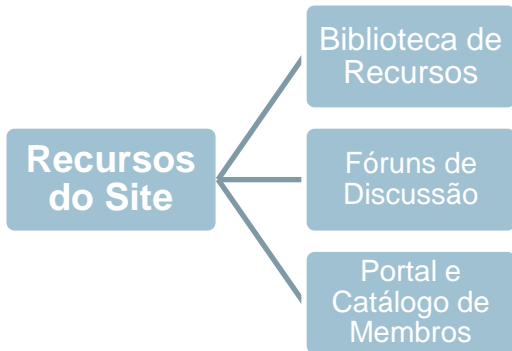 Recursos
do Site
Biblioteca de
Recursos
Fóruns de
Discussão
Portal e
Catálogo de
Membros